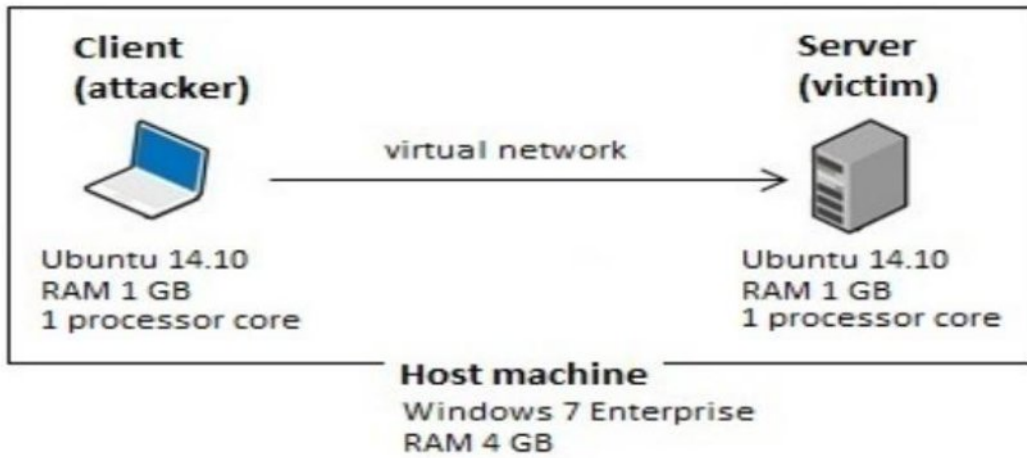 Client
(attacker)
Server
(victim)
virtual network
Ubuntu 14.10
RAM 1 GB
1 processor core
Ubuntu 14.10
RAM 1 GB
1 processor core
Host machine
Windows 7 Enterprise
RAM 4 GB